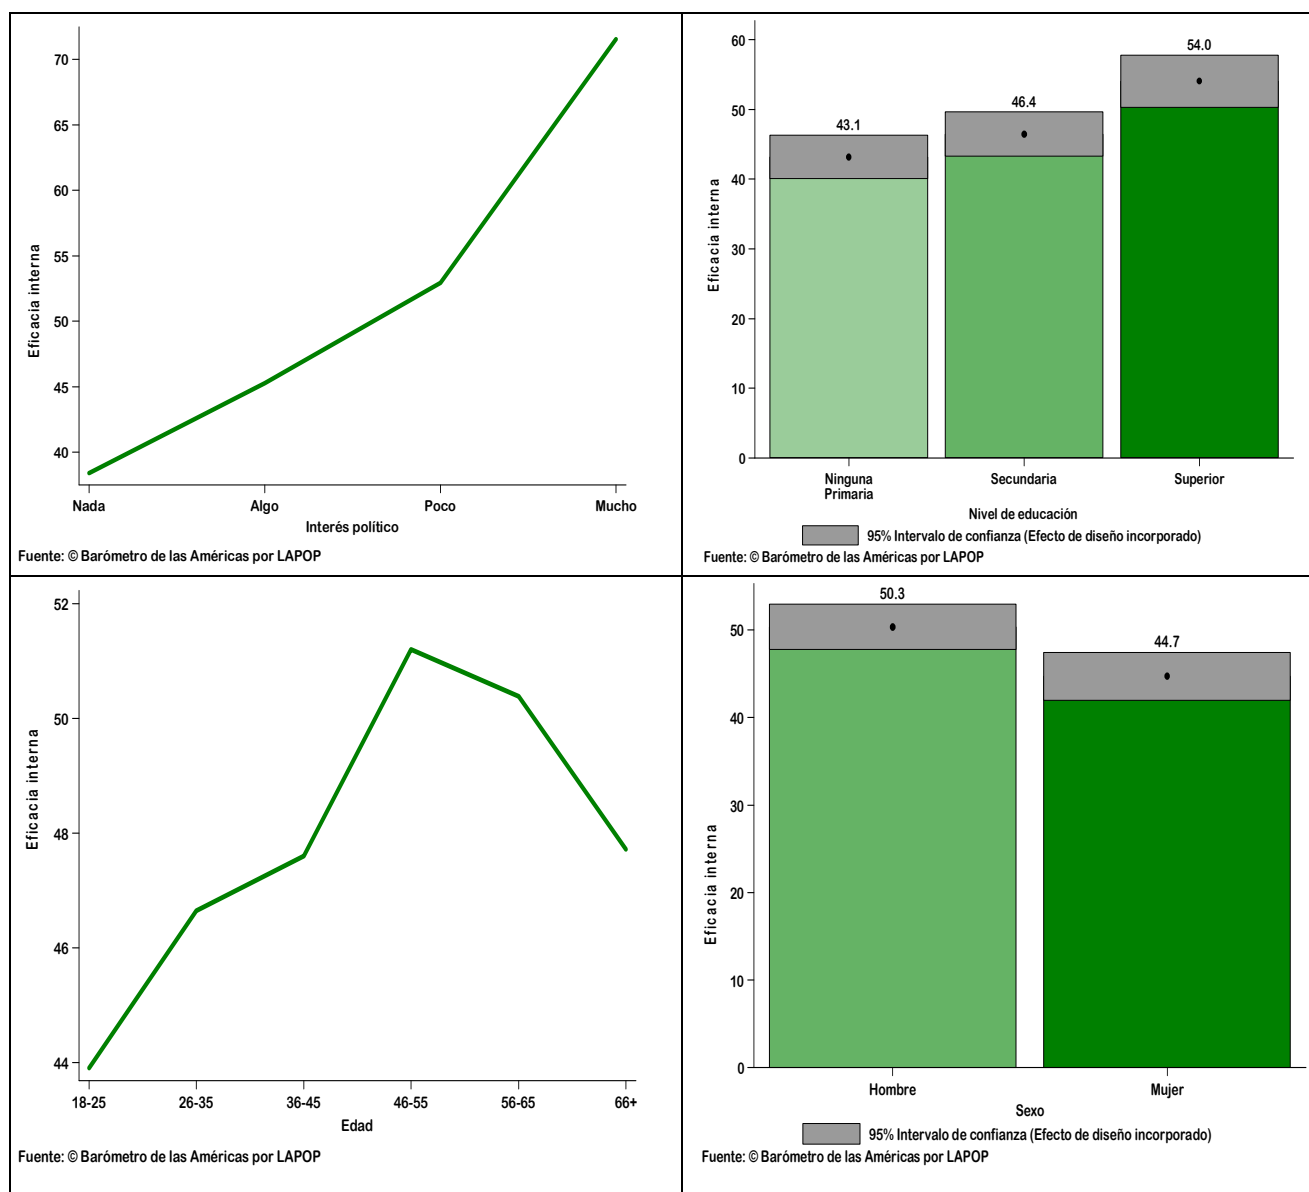 70
65
60
55
50
45
40
Eficacia interna
Nada
Algo
Poco
Mucho
Interés político
Fuente: © Barómetro de las Américas por LAPOP
60
50
40
30
20
10
0
Eficacia interna
43.1
46.4
54.0
Ninguna
Primaria
Secundaria
Superior
Nivel de educación
95% Intervalo de confianza (Efecto de diseño incorporado)
Fuente: © Barómetro de las Américas por LAPOP
52
50
48
46
44
Eficacia interna
18-25
26-35
36-45
46-55
56-65
66+
Edad
Fuente: © Barómetro de las Américas por LAPOP
50
40
30
20
10
0
Eficacia interna
50.3
44.7
Hombre
Mujer
Sexo
95% Intervalo de confianza (Efecto de diseño incorporado)
Fuente: © Barómetro de las Américas por LAPOP